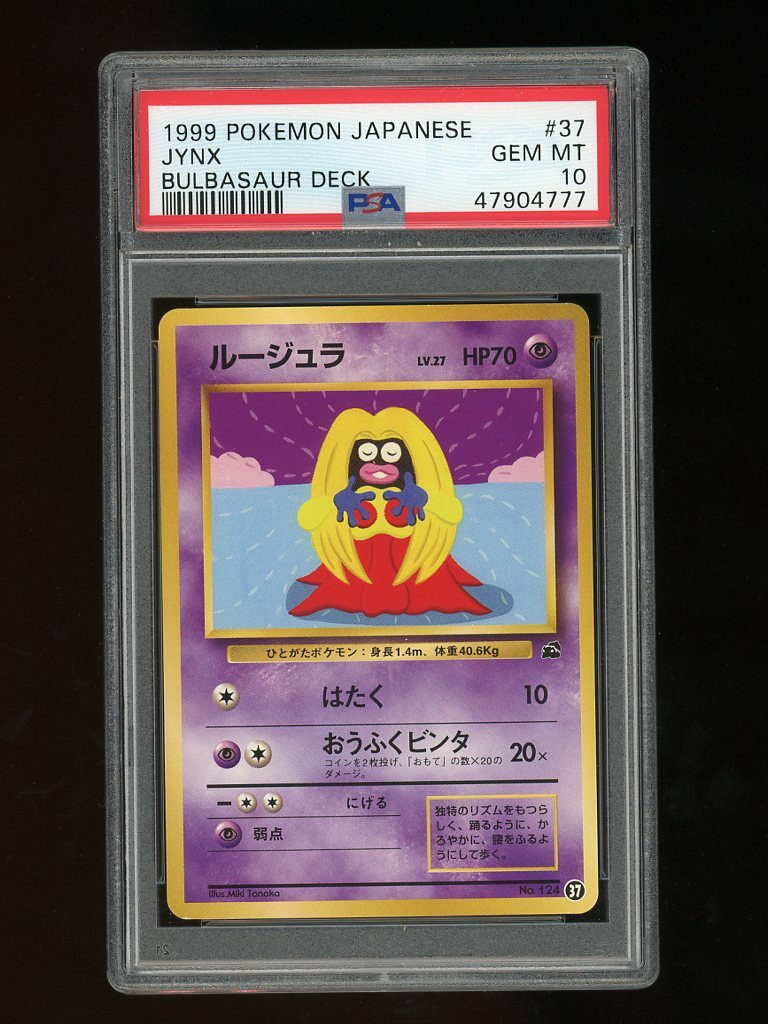 1999 POKEMON JAPANESE #37
JYNX GEM MT
BULBASAUR DECK 10
PSA 47904777
ルージュラ LV.27 HP70
ひとがたポケモン：身長1.4m、体重40.6Kg
はたく 10
おうふくビンタ 20×
コインを2枚投げ、「おもて」の数×20の
ダメージ。
にげる
弱点
独特のリズムをもつら
しく、踊るように、か
ろやかに、腰をふるよ
うにして歩く。
Illus.Miki Tanaka No. 124 37
21